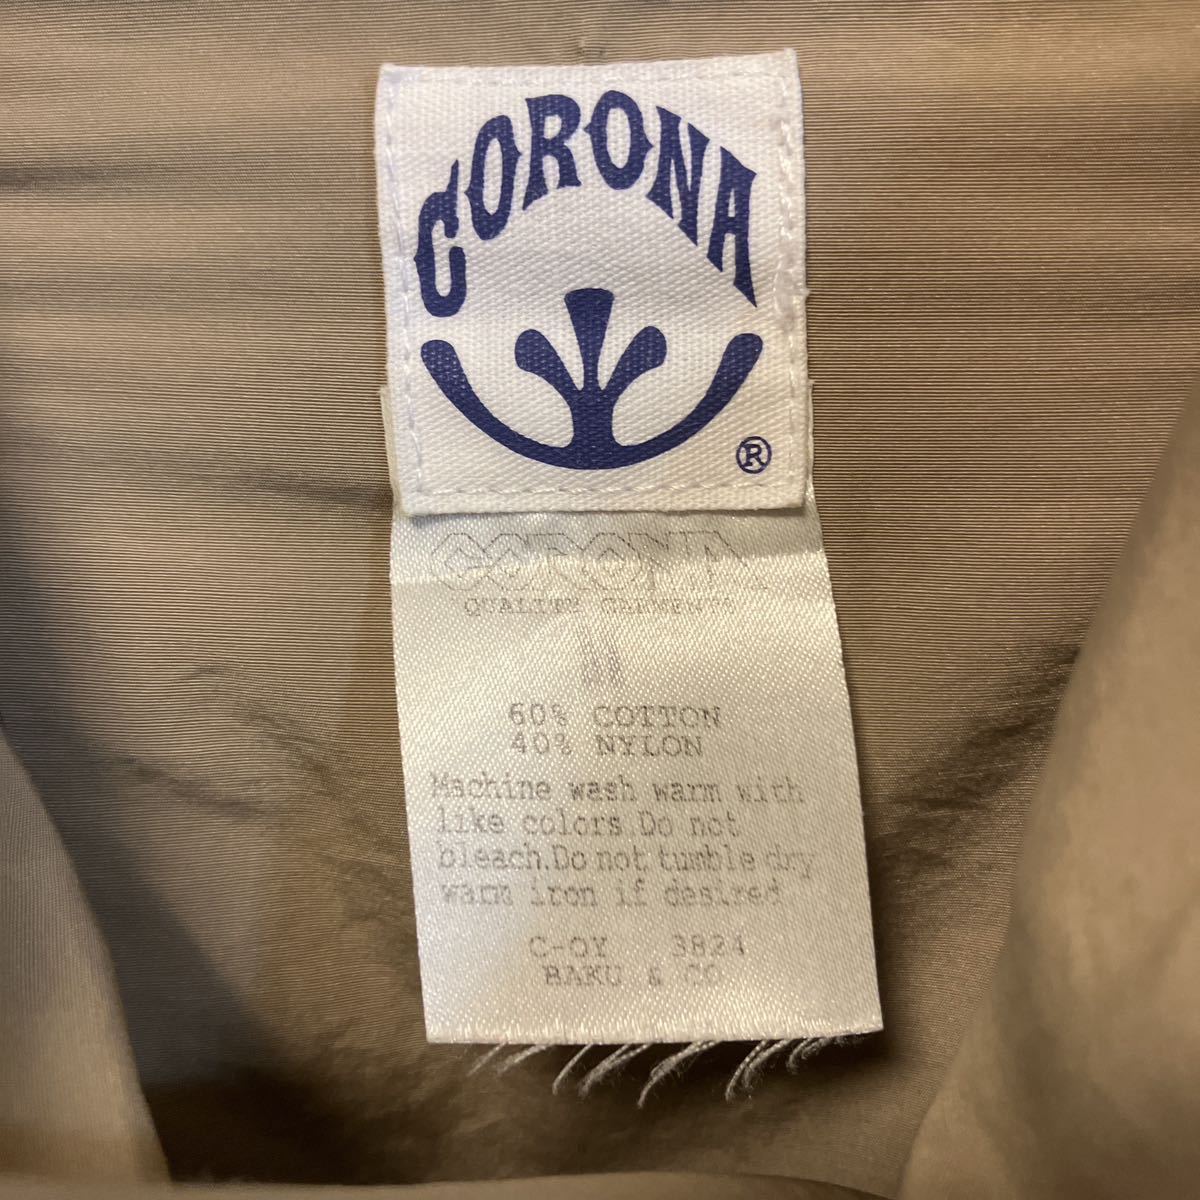 CORONA
®
CORONA
QUALITY GARMENTS
60% COTTON
40% NYLON
Machine wash warm with
like colors.Do not
bleach.Do not tumble dry
warm iron if desired
C-OY 3824
BAKU & CO